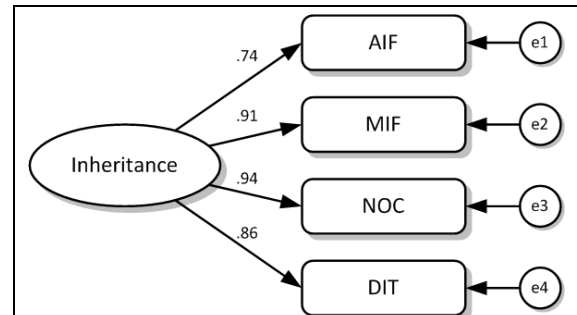 .74
AIF
e1
.91
MIF
e2
Inheritance
.94
NOC
e3
.86
DIT
e4